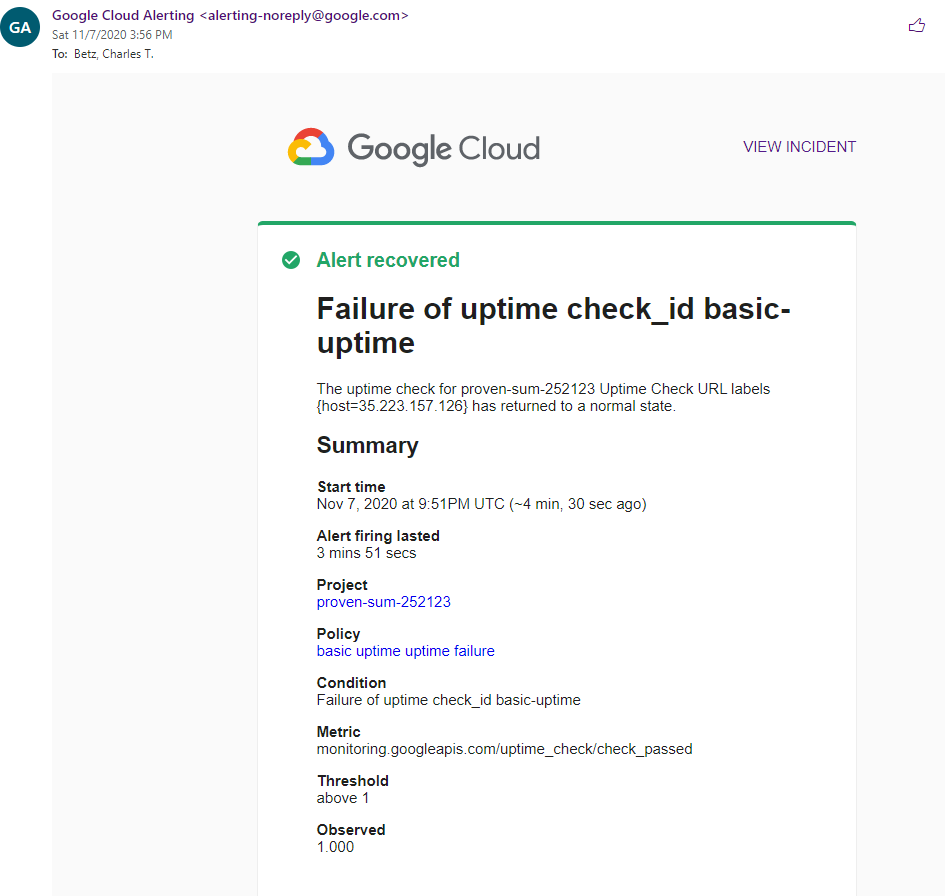 GA
Google Cloud Alerting <alerting-noreply@google.com>
Sat 11/7/2020 3:56 PM
To: Betz, Charles T.
Google Cloud
VIEW INCIDENT
Alert recovered
Failure of uptime check_id basic-
uptime
The uptime check for proven-sum-252123 Uptime Check URL labels
{host=35.223.157.126} has returned to a normal state.
Summary
Start time
Nov 7, 2020 at 9:51PM UTC (~4 min, 30 sec ago)
Alert firing lasted
3 mins 51 secs
Project
proven-sum-252123
Policy
basic uptime uptime failure
Condition
Failure of uptime check_id basic-uptime
Metric
monitoring.googleapis.com/uptime_check/check_passed
Threshold
above 1
Observed
1.000